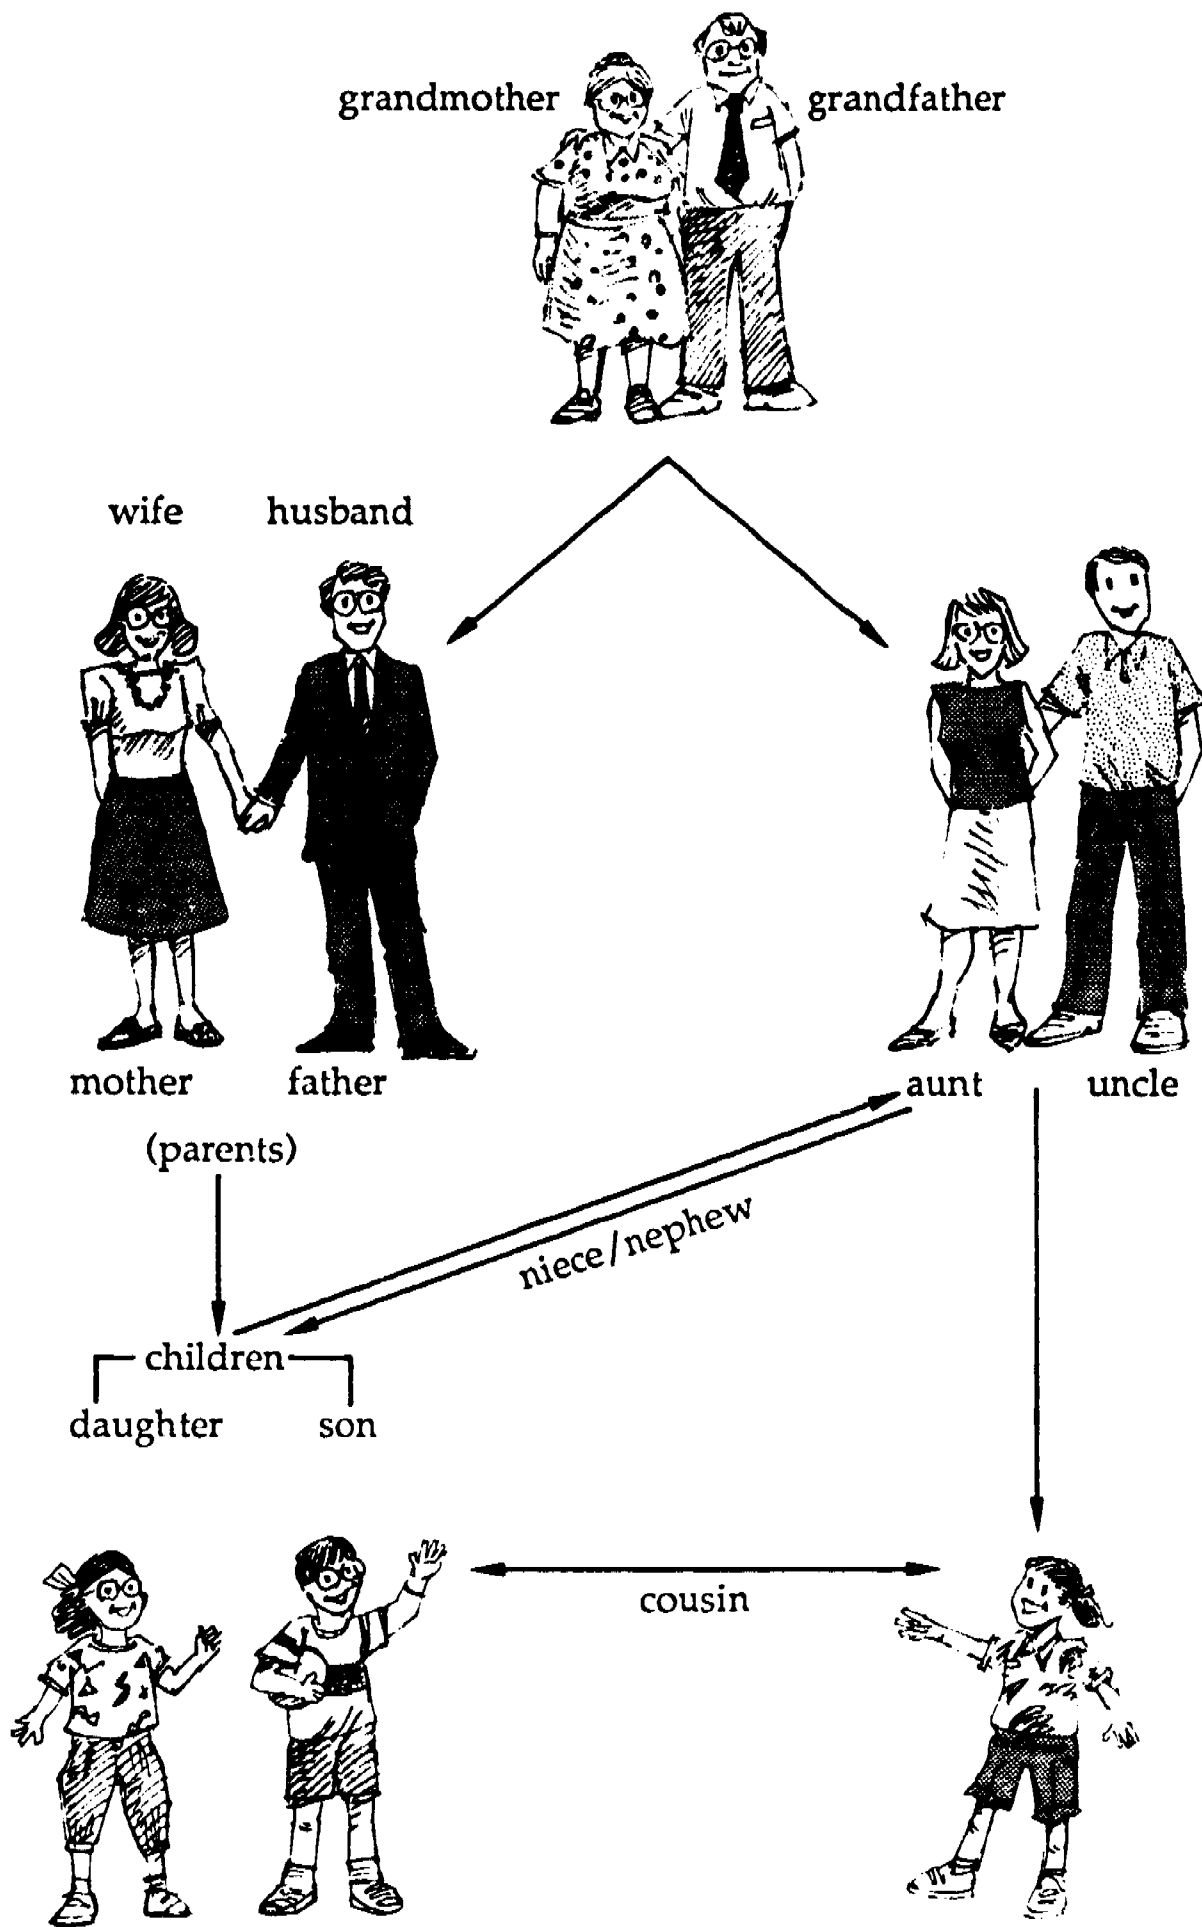 grandmother grandfather
wife husband
mother father
aunt uncle
(parents)
niece/nephew
children
daughter son
cousin